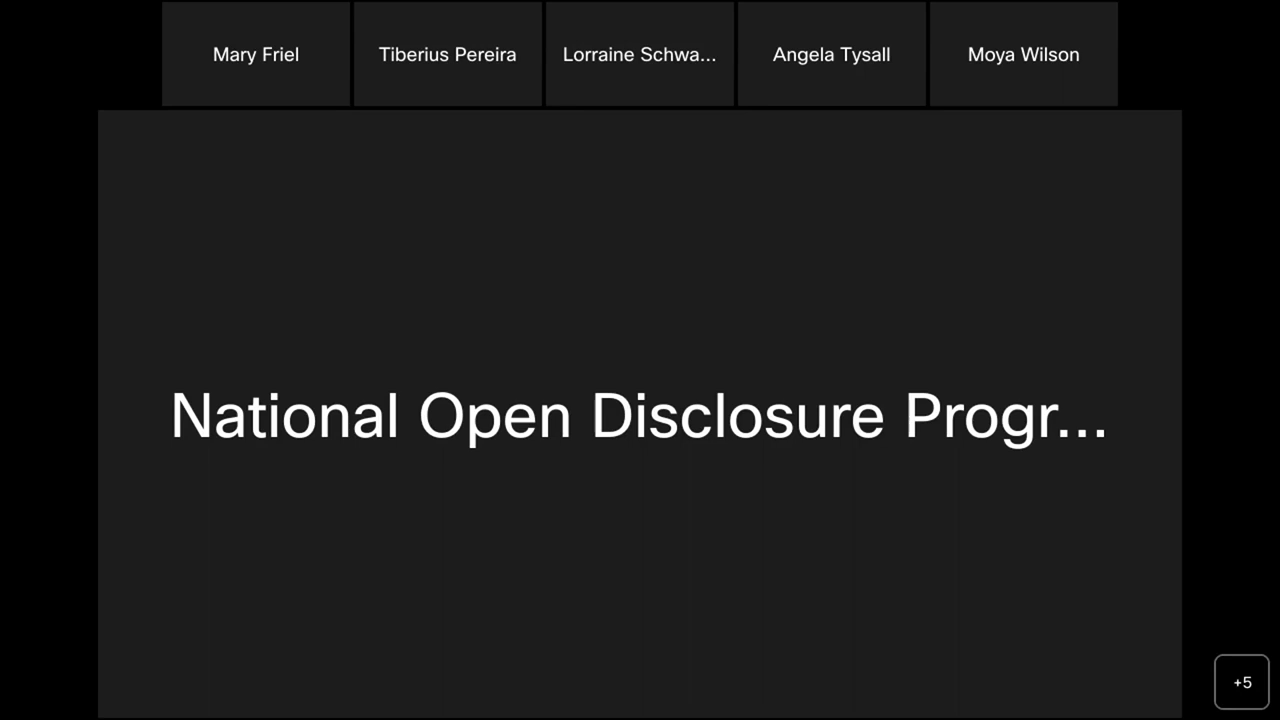 Mary Friel
Tiberius Pereira
Lorraine Schwa...
Angela Tysall
Moya Wilson
National Open Disclosure Progr...
+5